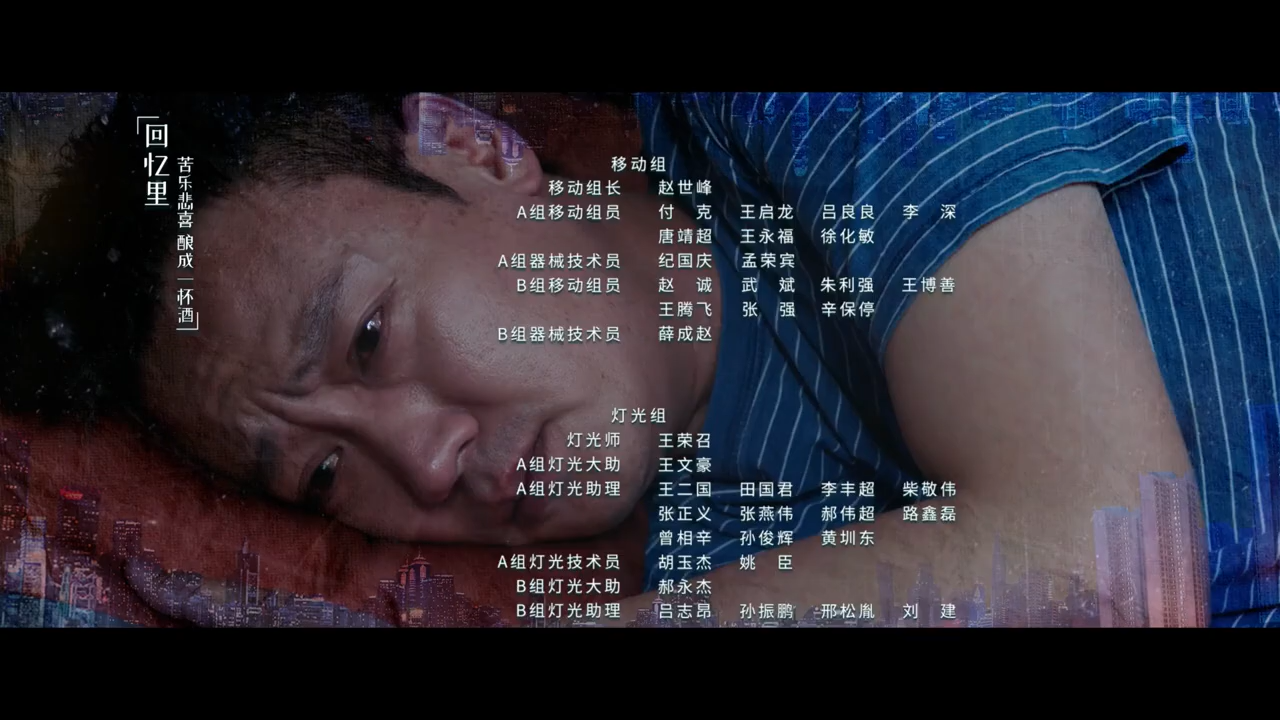 回忆里
苦乐悲喜 酿成一怀酒
移动组
移动组长 赵世峰
A组移动组员 付 克 王启龙 吕良良 李 深
唐靖超 王永福 徐化敏
A组器械技术员 纪国庆 孟荣宾
B组移动组员 赵 诚 武 斌 朱利强 王博善
王腾飞 张 强 辛保停
B组器械技术员 薛成赵
灯光组
灯光师 王荣召
A组灯光大助 王文豪
A组灯光助理 王二国 田国君 李丰超 柴敬伟
张正义 张燕伟 郝伟超 路鑫磊
曾相辛 孙俊辉 黄圳东
A组灯光技术员 胡玉杰 姚 臣
B组灯光大助 郝永杰
B组灯光助理 吕志昂 孙振鹏 邢松胤 刘 建